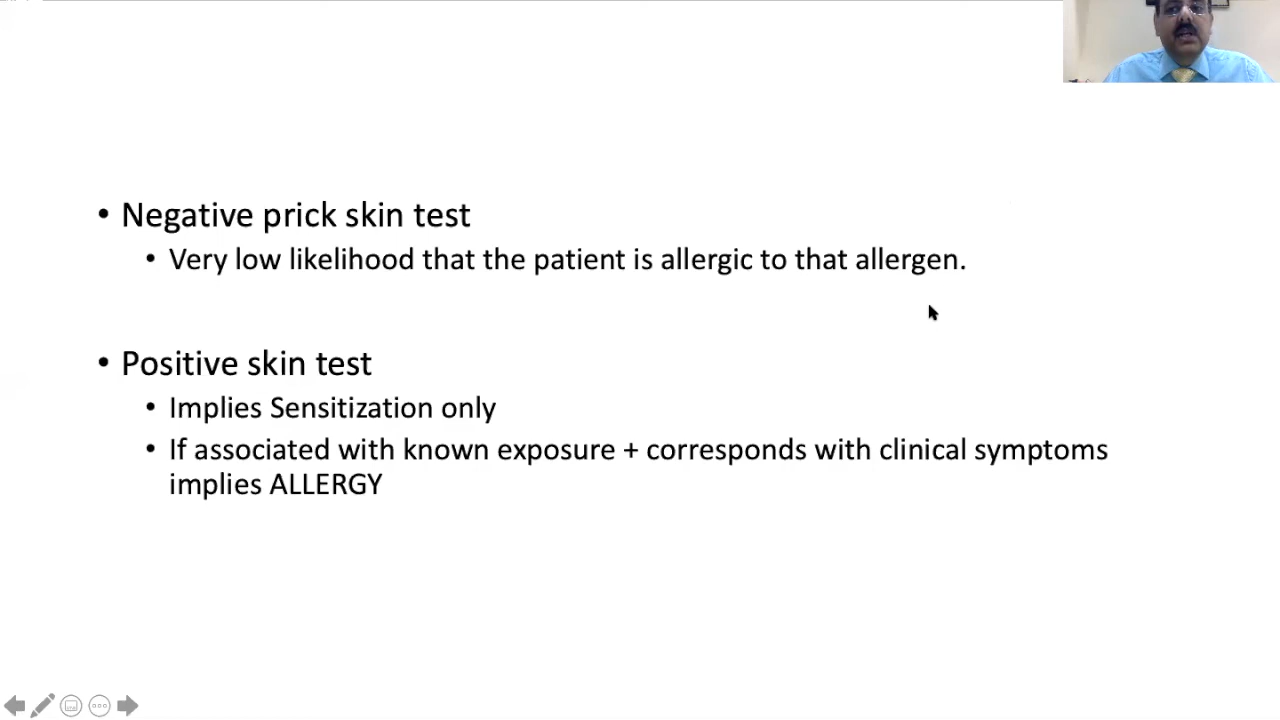 • Negative prick skin test
• Very low likelihood that the patient is allergic to that allergen.
• Positive skin test
• Implies Sensitization only
• If associated with known exposure + corresponds with clinical symptoms
implies ALLERGY